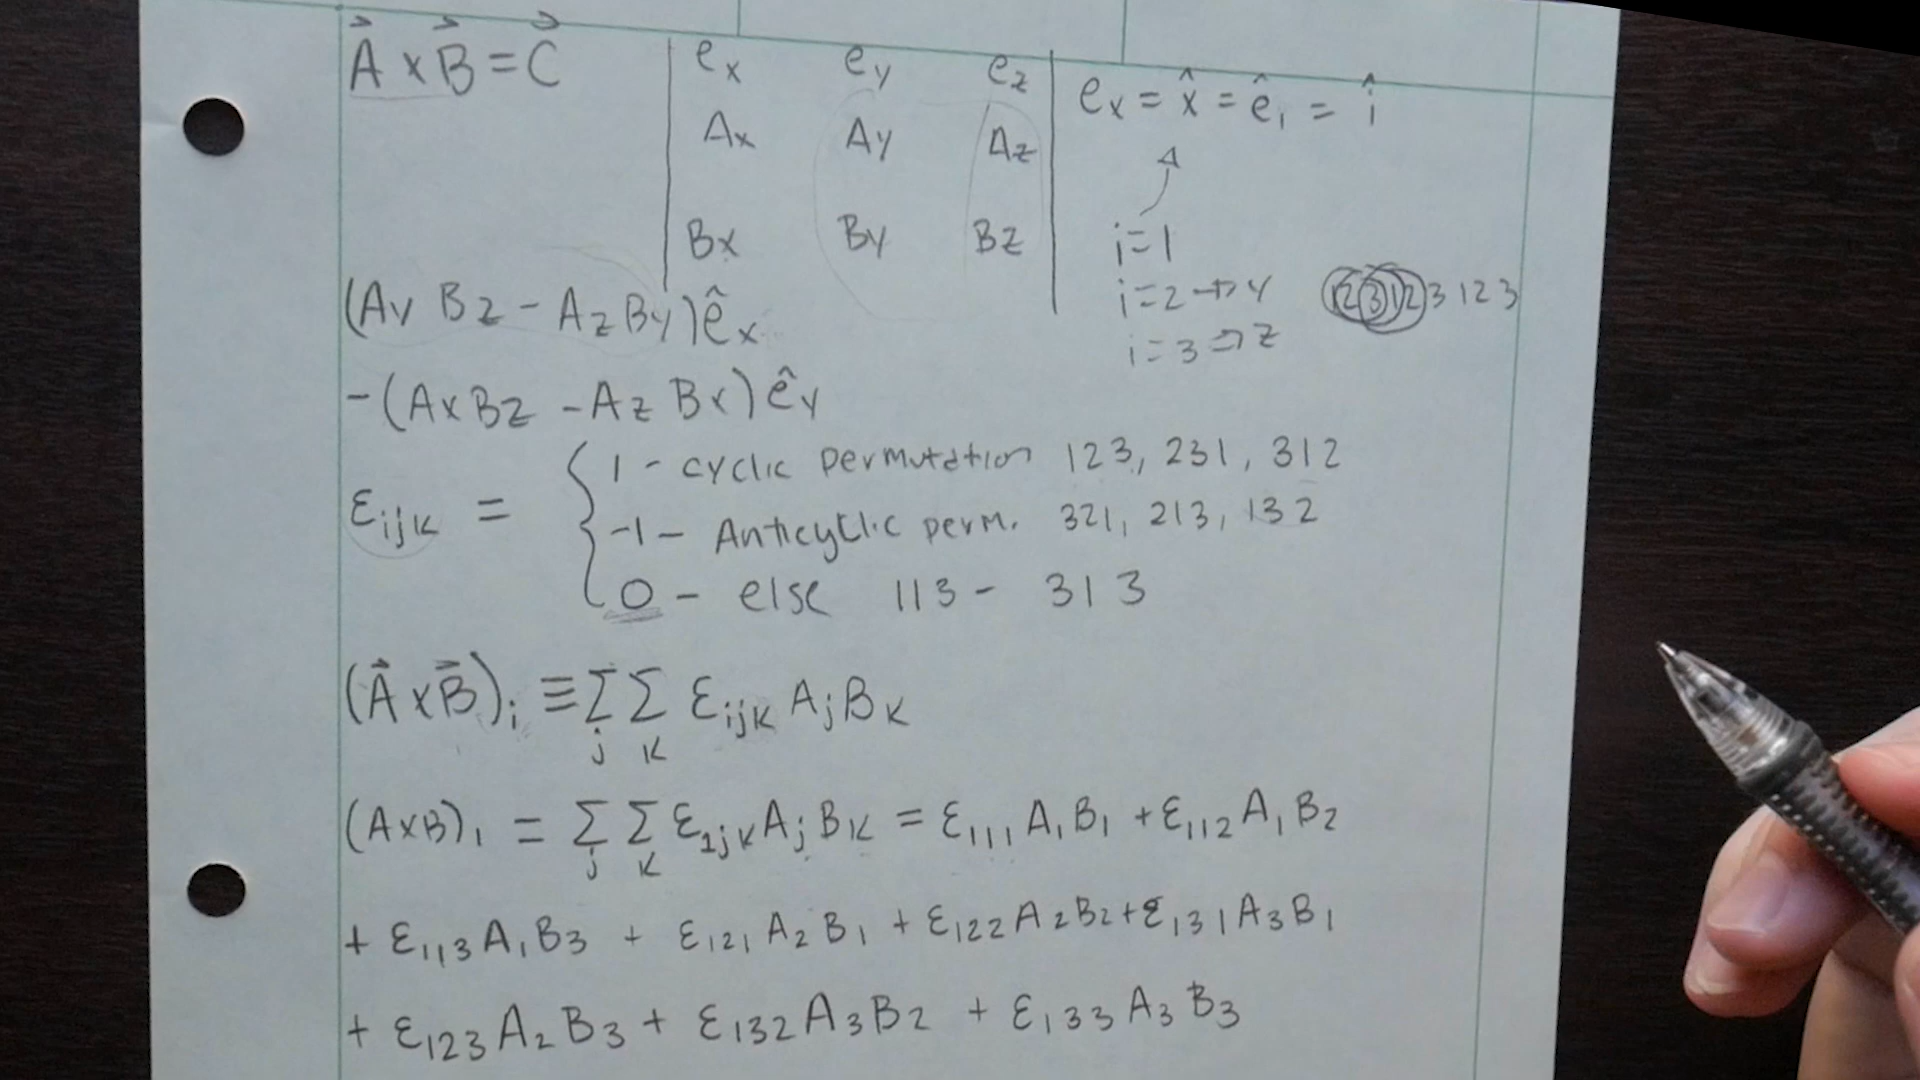 A⃗ × B⃗ = C⃗
| e_x e_y e_z |
| A_x A_y A_z |
| B_x B_y B_z |
e_x = x̂ = ê_1 = î
i = 1
i = 2 → y
i = 3 ⇒ z
123123123
(A_y B_z - A_z B_y) ê_x
-(A_x B_z - A_z B_x) ê_y
ε_ijk = {
1 - cyclic permutation 123, 231, 312
-1 - Anticyclic perm. 321, 213, 132
0 - else 113 - 313
(A⃗ × B⃗)_i ≡ Σ_j Σ_k ε_ijk A_j B_k
(A×B)_1 = Σ_j Σ_k ε_1jk A_j B_k = ε_111 A_1 B_1 + ε_112 A_1 B_2
+ ε_113 A_1 B_3 + ε_121 A_2 B_1 + ε_122 A_2 B_2 + ε_131 A_3 B_1
+ ε_123 A_2 B_3 + ε_132 A_3 B_2 + ε_133 A_3 B_3